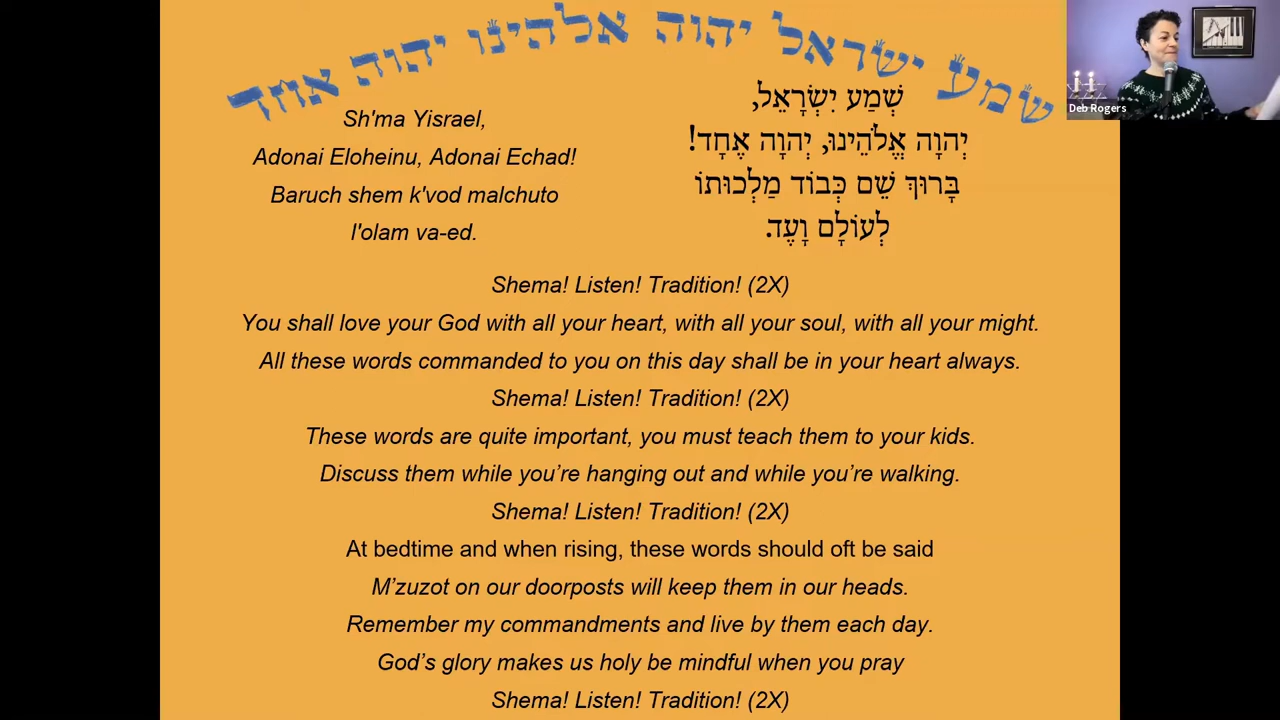 שמע ישראל יהוה אלהינו יהוה אחד
Sh'ma Yisrael,
Adonai Eloheinu, Adonai Echad!
Baruch shem k'vod malchuto
l'olam va-ed.
שְׁמַע יִשְׂרָאֵל,
יְהוָה אֱלֹהֵינוּ, יְהוָה אֶחָד!
בָּרוּךְ שֵׁם כְּבוֹד מַלְכוּתוֹ
לְעוֹלָם וָעֶד.
Shema! Listen! Tradition! (2X)
You shall love your God with all your heart, with all your soul, with all your might.
All these words commanded to you on this day shall be in your heart always.
Shema! Listen! Tradition! (2X)
These words are quite important, you must teach them to your kids.
Discuss them while you’re hanging out and while you’re walking.
Shema! Listen! Tradition! (2X)
At bedtime and when rising, these words should oft be said
M’zuzot on our doorposts will keep them in our heads.
Remember my commandments and live by them each day.
God’s glory makes us holy be mindful when you pray
Shema! Listen! Tradition! (2X)
Deb Rogers